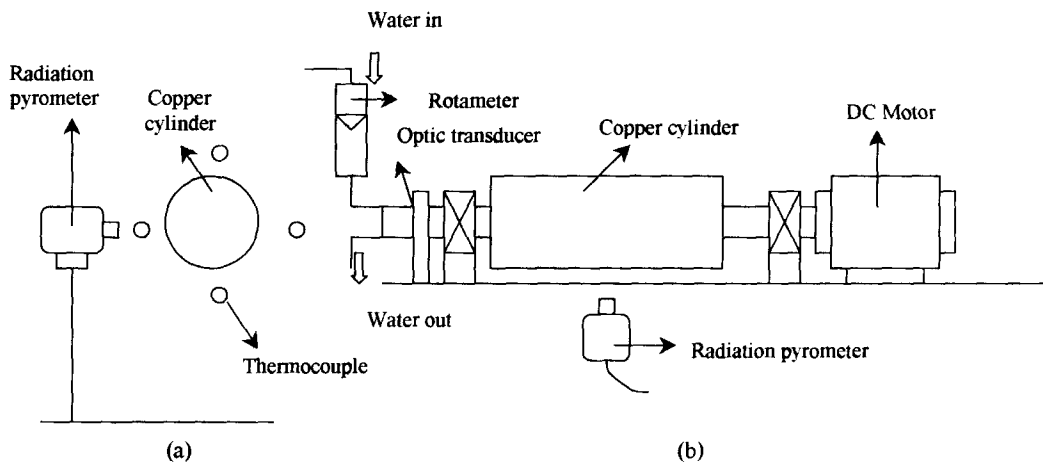 Water in
Radiation
pyrometer
Copper
cylinder
Rotameter
Optic transducer
Copper cylinder
DC Motor
Water out
Thermocouple
Radiation pyrometer
(a)
(b)